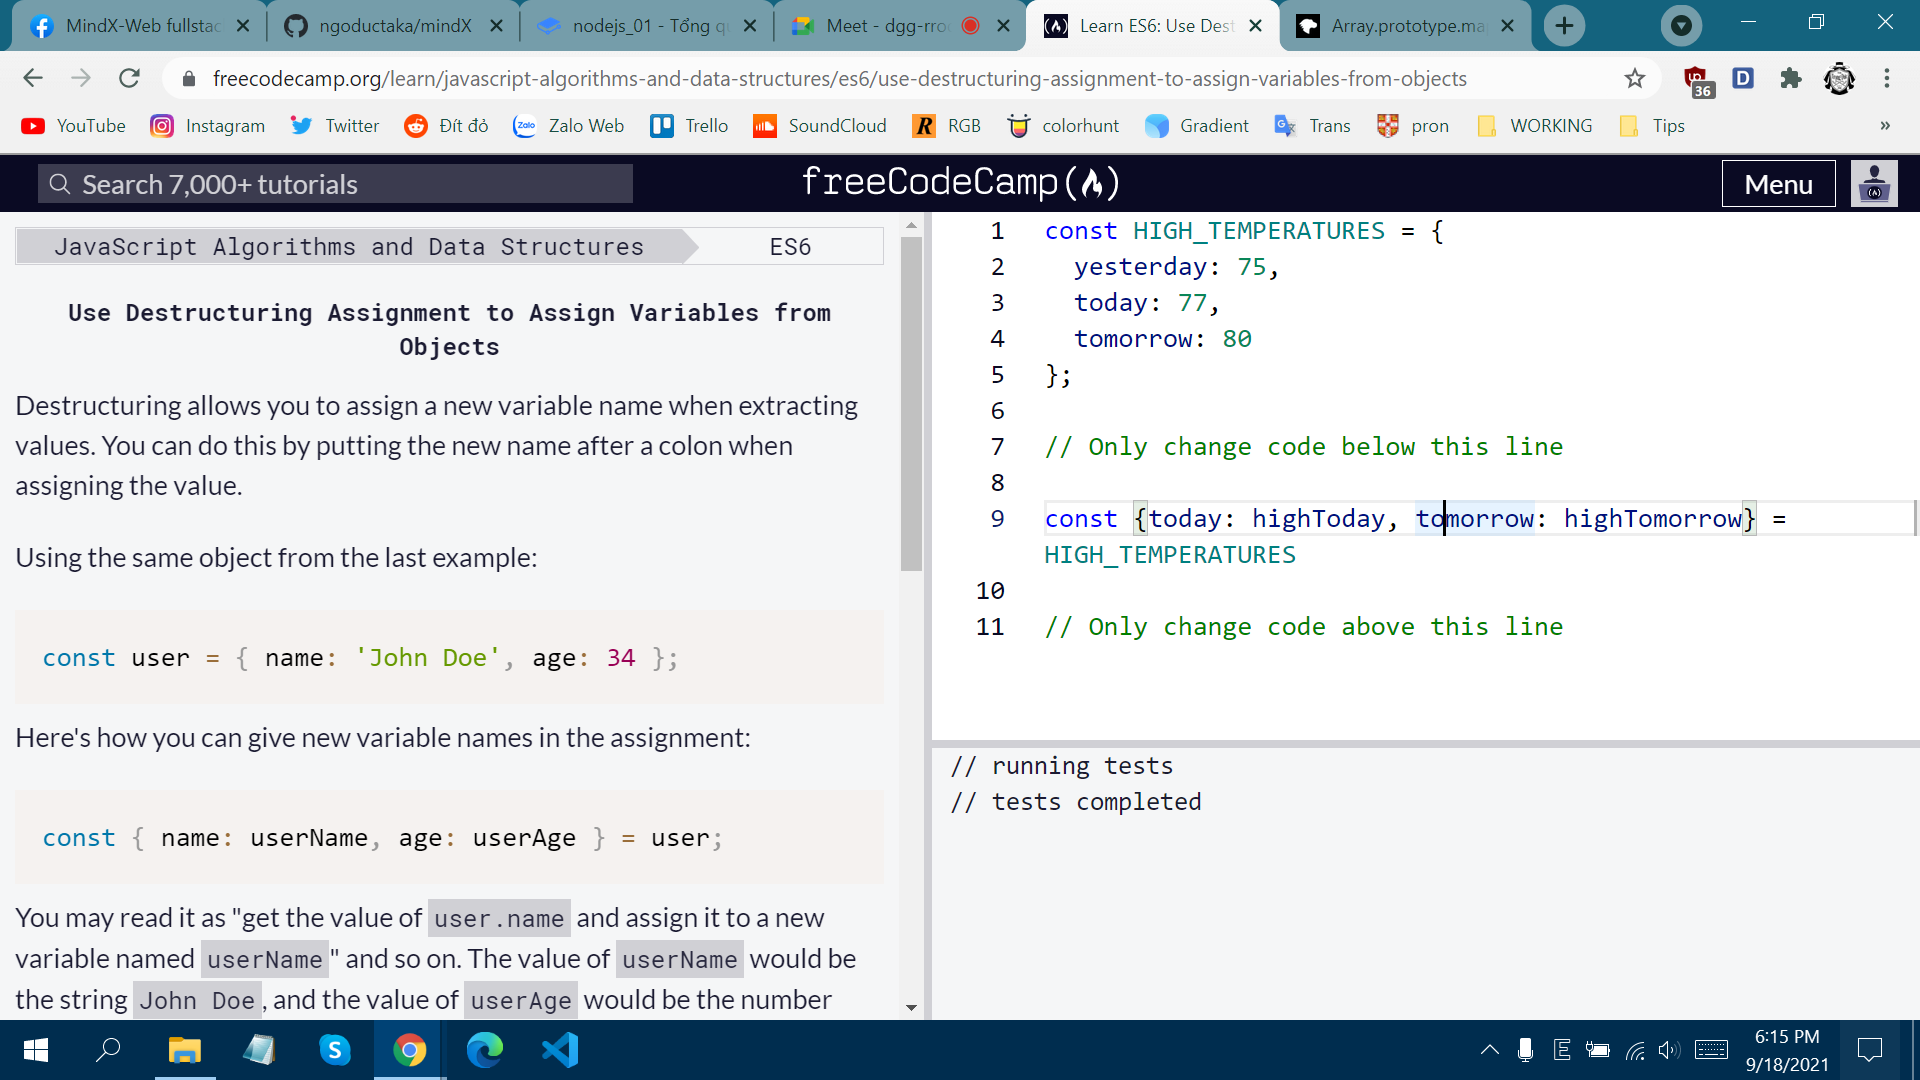 MindX-Web fullstac
ngoductaka/mindX
nodejs_01 - Tổng q
Meet - dgg-rro
Learn ES6: Use Dest
Array.prototype.ma
freecodecamp.org/learn/javascript-algorithms-and-data-structures/es6/use-destructuring-assignment-to-assign-variables-from-objects
36
D
YouTube
Instagram
Twitter
Đít đỏ
Zalo Web
Trello
SoundCloud
RGB
colorhunt
Gradient
Trans
pron
WORKING
Tips
»
Search 7,000+ tutorials
freeCodeCamp
Menu
JavaScript Algorithms and Data Structures
ES6
Use Destructuring Assignment to Assign Variables from
Objects
Destructuring allows you to assign a new variable name when extracting
values. You can do this by putting the new name after a colon when
assigning the value.
Using the same object from the last example:
const user = { name: 'John Doe', age: 34 };
Here's how you can give new variable names in the assignment:
const { name: userName, age: userAge } = user;
You may read it as "get the value of user.name and assign it to a new
variable named userName" and so on. The value of userName would be
the string John Doe, and the value of userAge would be the number
1 const HIGH_TEMPERATURES = {
2 yesterday: 75,
3 today: 77,
4 tomorrow: 80
5 };
6
7 // Only change code below this line
8
9 const {today: highToday, tomorrow: highTomorrow} =
HIGH_TEMPERATURES
10
11 // Only change code above this line
// running tests
// tests completed
6:15 PM
9/18/2021